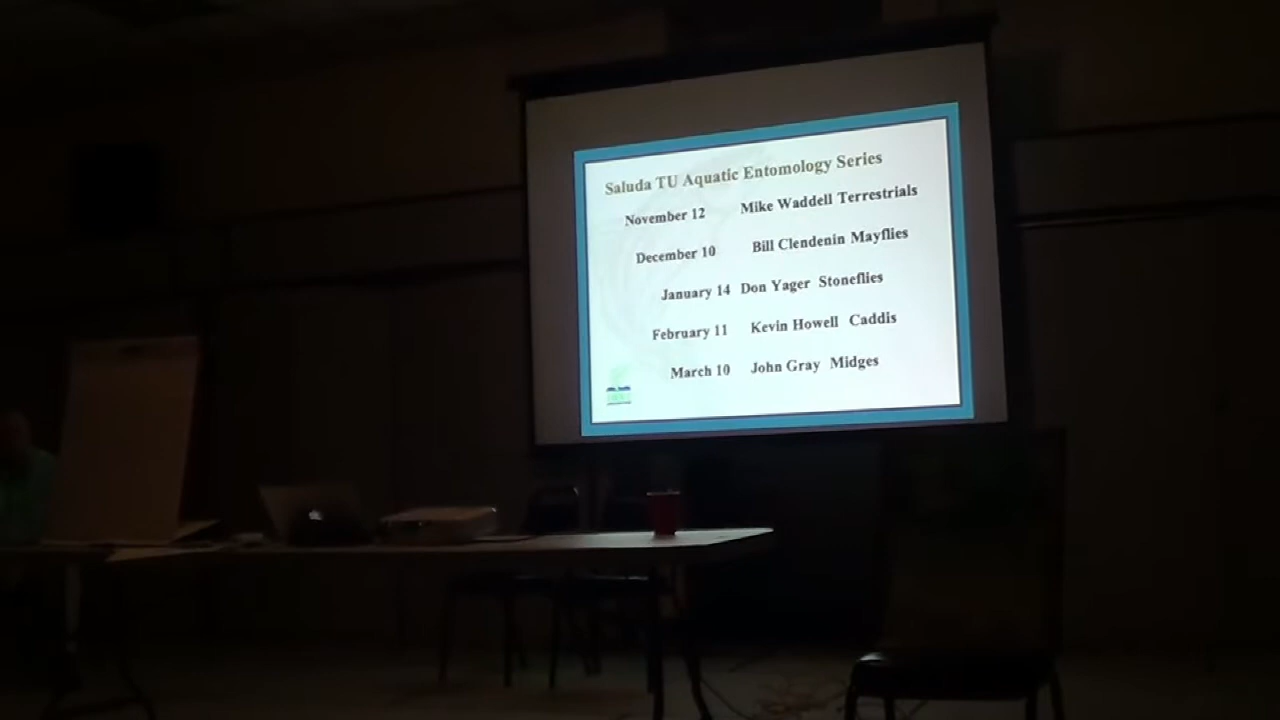 Saluda TU Aquatic Entomology Series
November 12 Mike Waddell Terrestrials
December 10 Bill Clendenin Mayflies
January 14 Don Yager Stoneflies
February 11 Kevin Howell Caddis
March 10 John Gray Midges